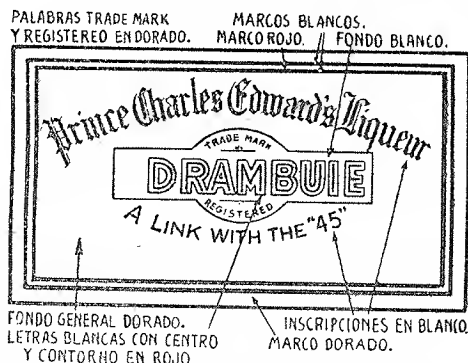 PALABRAS TRADE MARK
Y REGISTEREO EN DORADO.
MARCOS BLANCOS.
MARCO ROJO. FONDO BLANCO.
Prince Charles Edward's Liqueur
TRADE MARK
DRAMBUIE
REGISTERED
A LINK WITH THE "45"
FONDO GENERAL DORADO.
LETRAS BLANCAS CON CENTRO
Y CONTORNO EN ROJO
INSCRIPCIONES EN BLANCO.
MARCO DORADO.